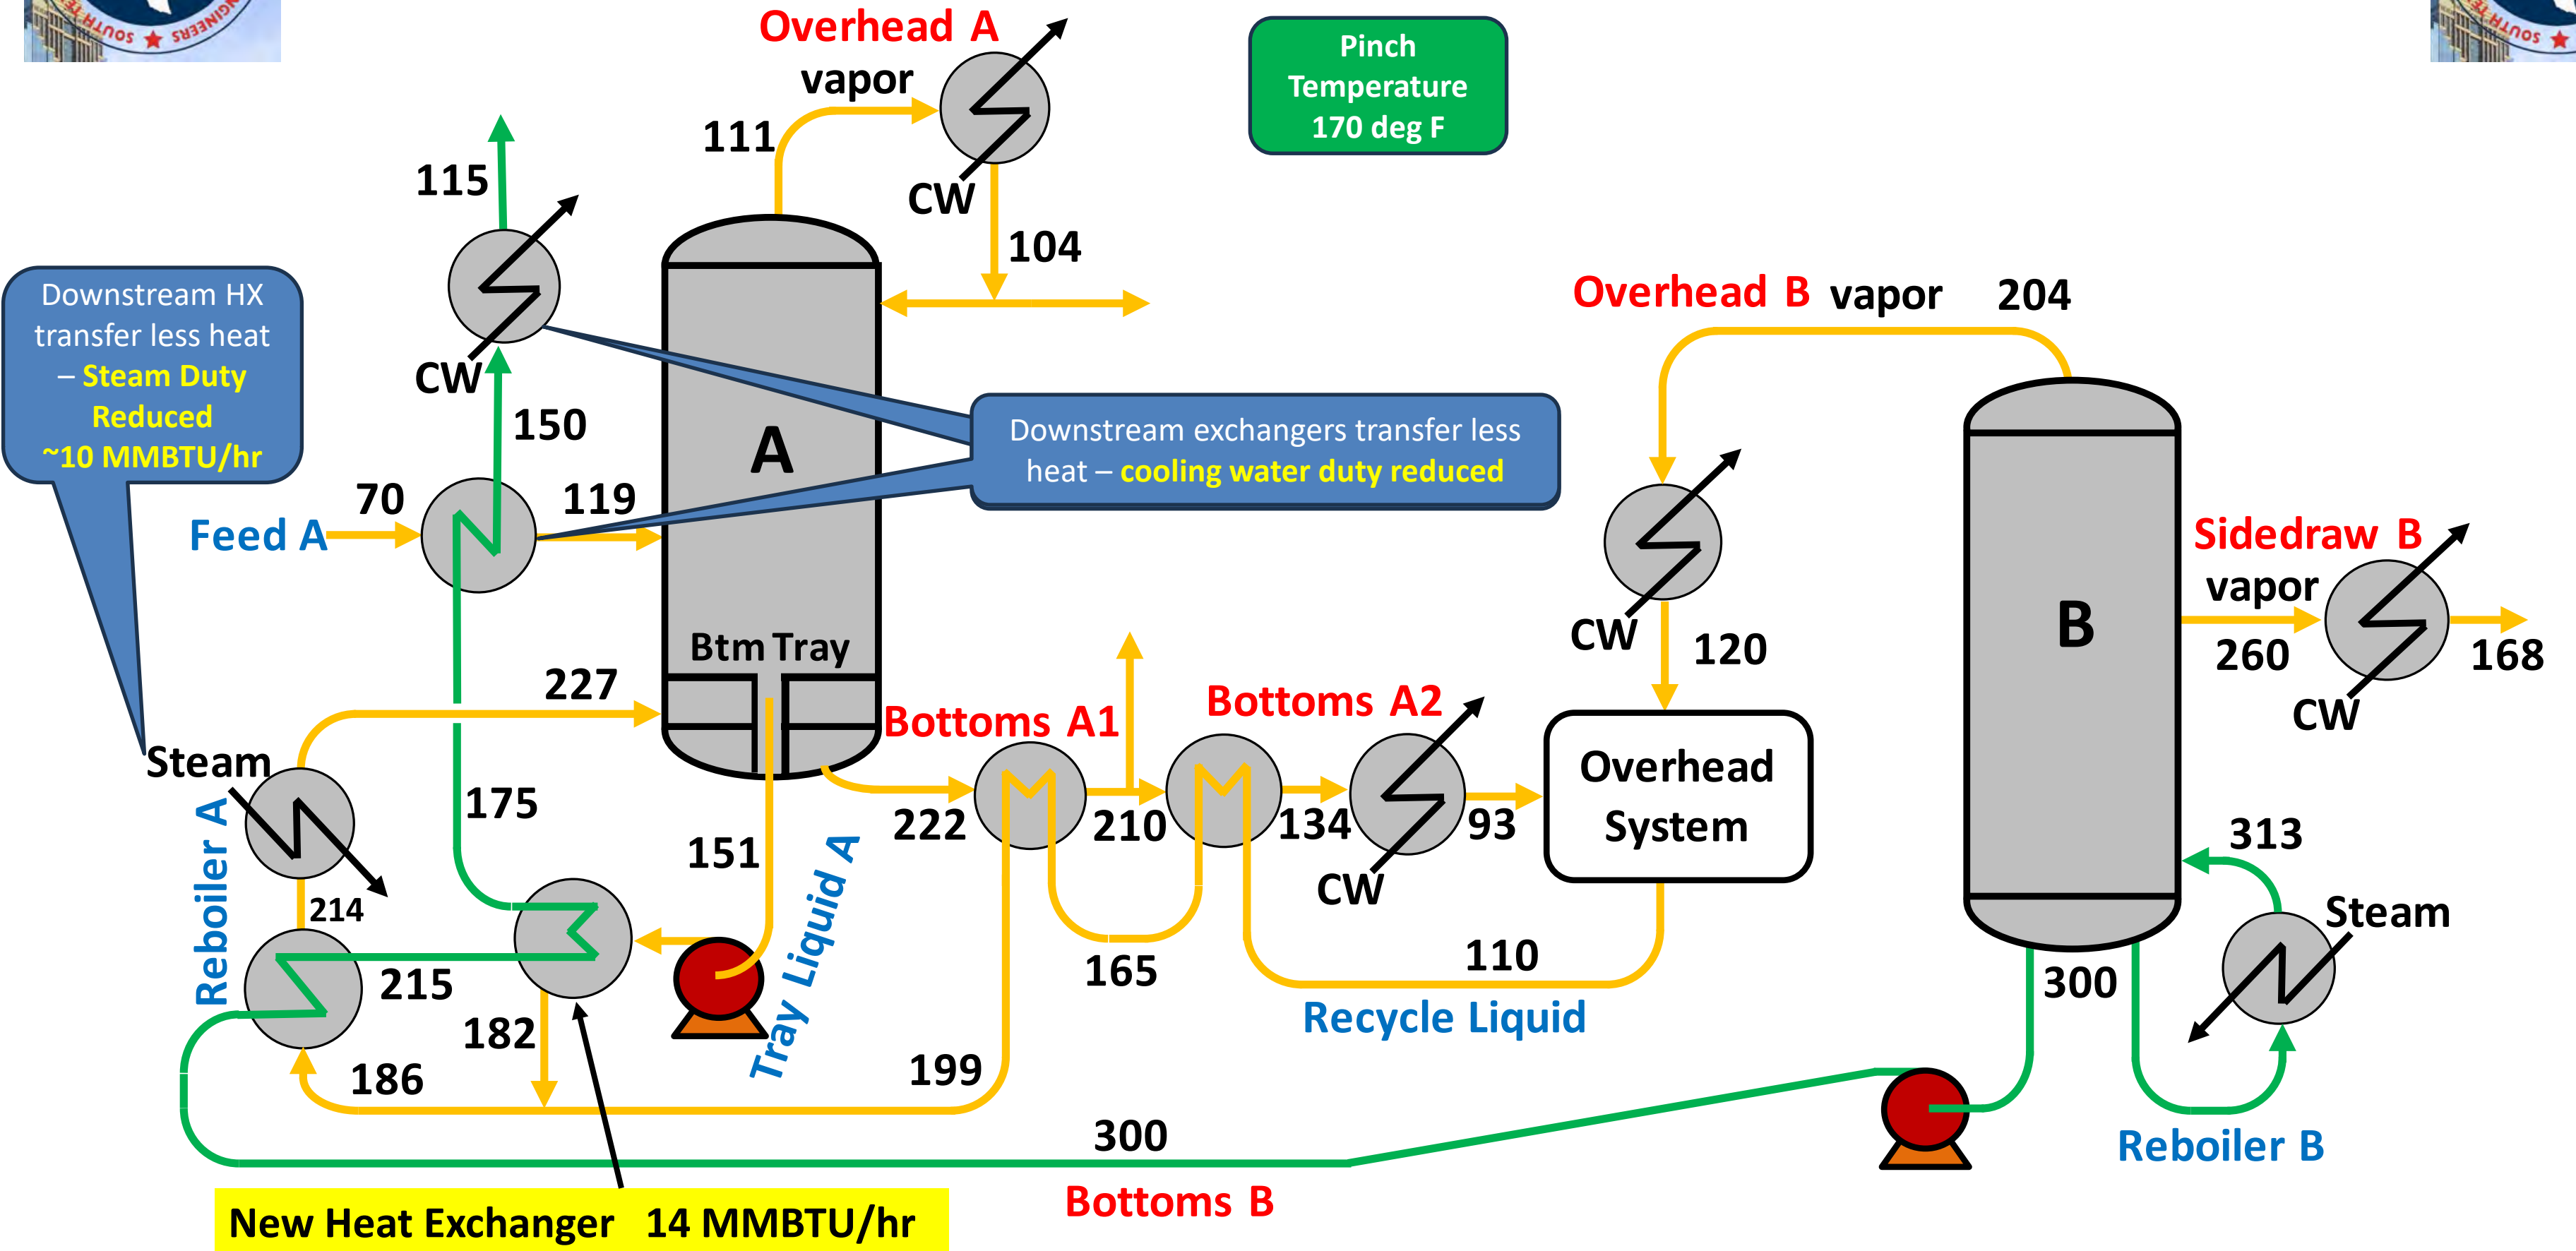 ENGINEERS ★ SOUTH TE
SOUTH ★
Overhead A
vapor
111
CW
104
Pinch
Temperature
170 deg F
115
CW
150
Downstream HX
transfer less heat
– Steam Duty
Reduced
~10 MMBTU/hr
Feed A
70
119
A
Downstream exchangers transfer less
heat – cooling water duty reduced
Overhead B vapor 204
CW
120
B
Sidedraw B
vapor
260
168
CW
Btm Tray
227
Steam
Reboiler A
175
214
215
182
186
151
Tray Liquid A
Bottoms A1
222
210
Bottoms A2
134
93
CW
165
199
Overhead
System
110
Recycle Liquid
313
Steam
300
Reboiler B
300
Bottoms B
New Heat Exchanger 14 MMBTU/hr